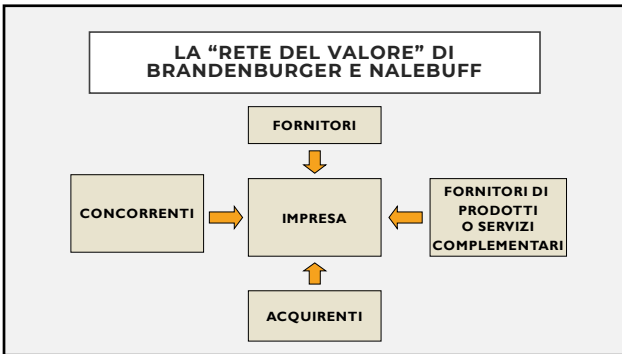 LA “RETE DEL VALORE” DI
BRANDENBURGER E NALEBUFF
FORNITORI
CONCORRENTI
IMPRESA
FORNITORI DI
PRODOTTI
O SERVIZI
COMPLEMENTARI
ACQUIRENTI